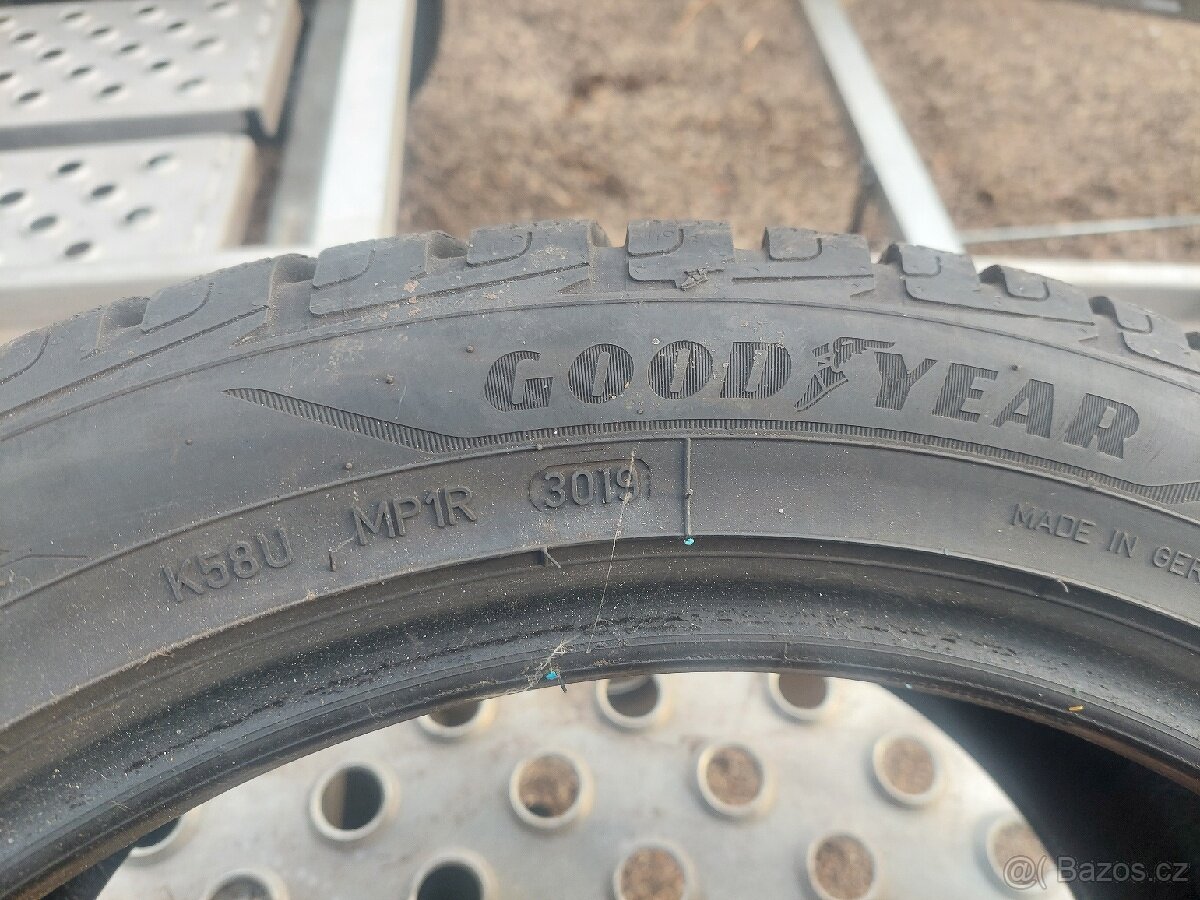 GOODYEAR
K58U MP1R 3019
MADE IN GER
@( Bazos.cz